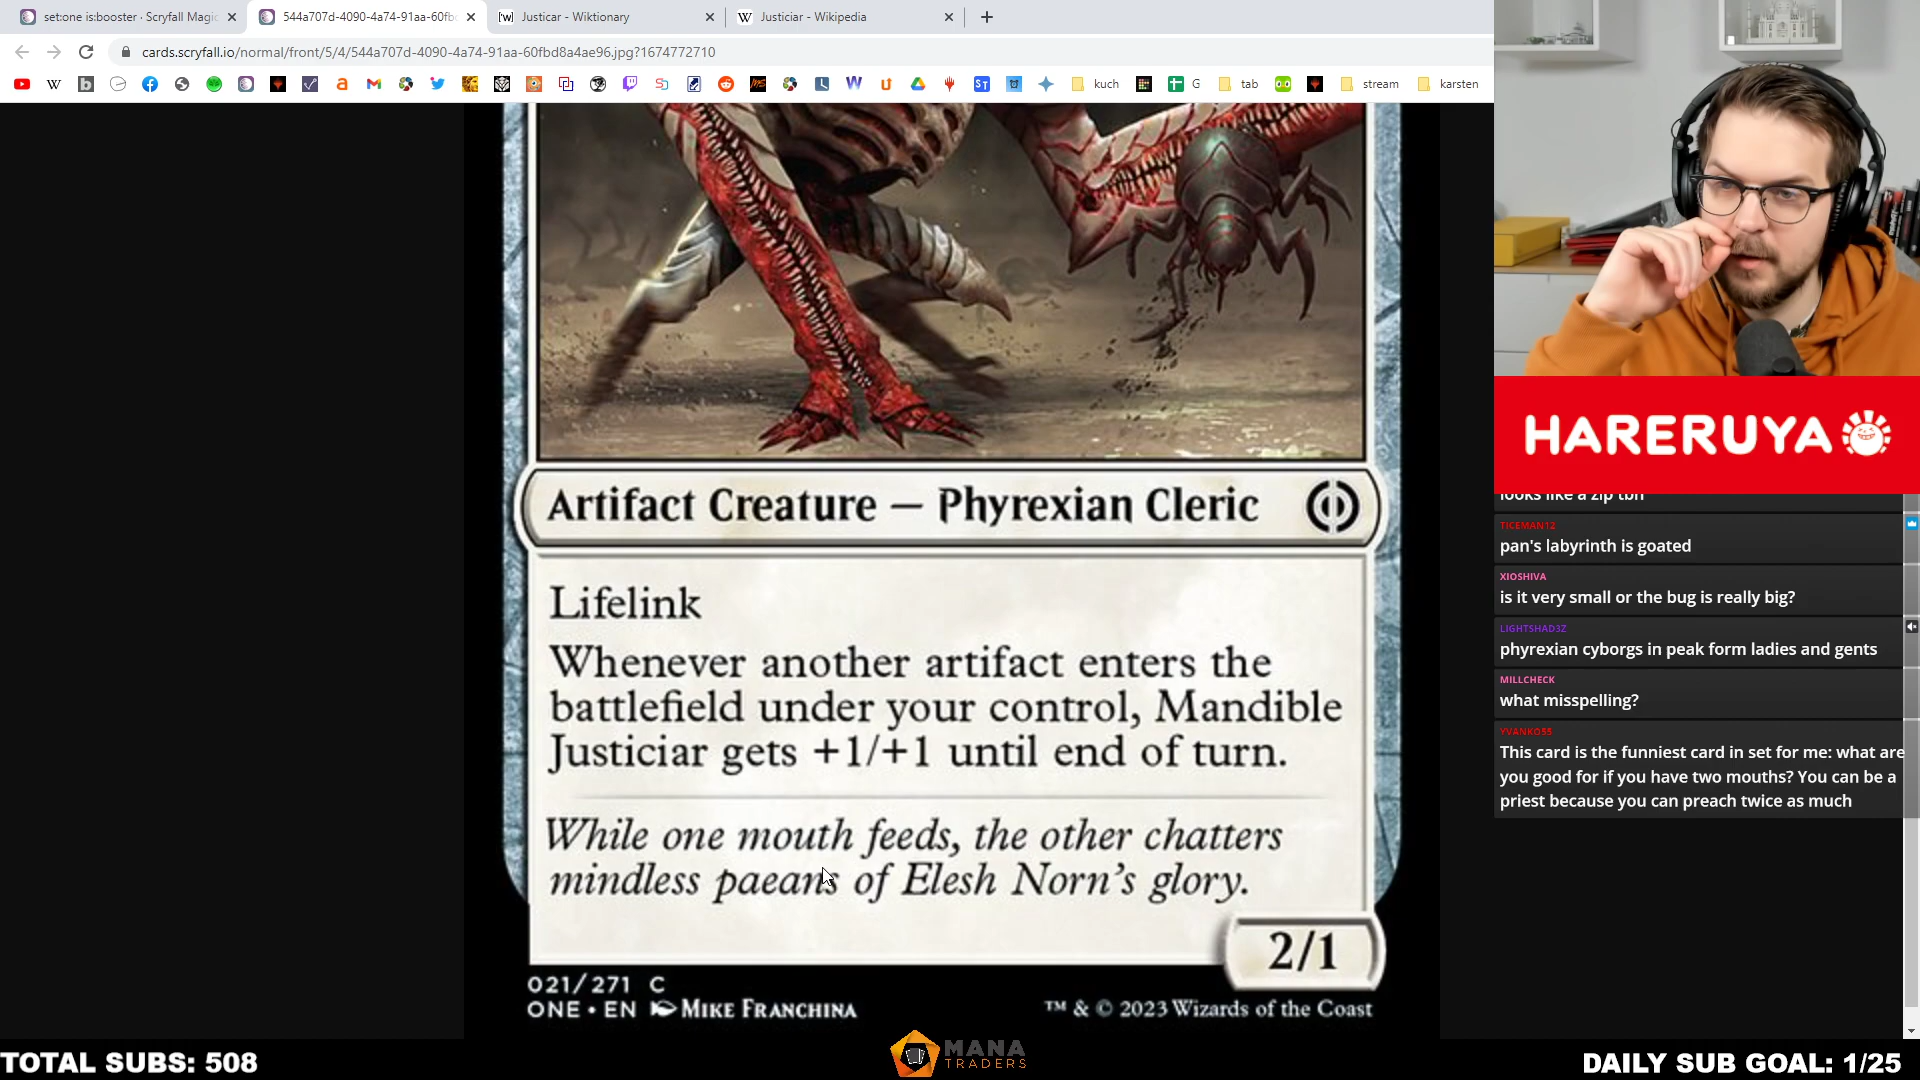 set:one is:booster · Scryfall Magic
544a707d-4090-4a74-91aa-60fb
Justicar - Wiktionary
Justiciar - Wikipedia
cards.scryfall.io/normal/front/5/4/544a707d-4090-4a74-91aa-60fbd8a4ae96.jpg?1674772710
kuch
G
tab
stream
karsten
Artifact Creature — Phyrexian Cleric
Lifelink
Whenever another artifact enters the
battlefield under your control, Mandible
Justiciar gets +1/+1 until end of turn.
While one mouth feeds, the other chatters
mindless paeans of Elesh Norn's glory.
2/1
021/271 C
ONE • EN MIKE FRANCHINA
™ & © 2023 Wizards of the Coast
HARERUYA
looks like a zip tbh
TICEMAN12
pan's labyrinth is goated
XIOSHIVA
is it very small or the bug is really big?
LIGHTSHAD3Z
phyrexian cyborgs in peak form ladies and gents
MILLCHECK
what misspelling?
YVANKO55
This card is the funniest card in set for me: what are
you good for if you have two mouths? You can be a
priest because you can preach twice as much
TOTAL SUBS: 508
MANA
TRADERS
DAILY SUB GOAL: 1/25